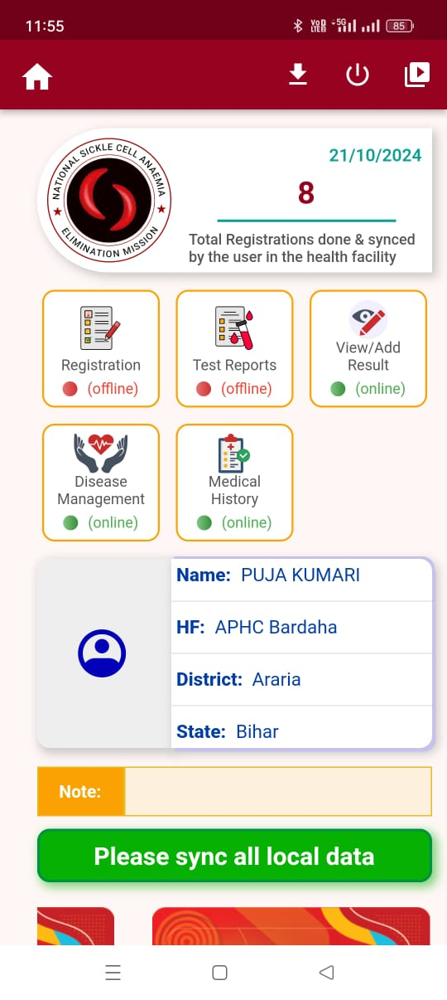 11:55
VoD LTED 5G 85
NATIONAL SICKLE CELL ANAEMIA
ELIMINATION MISSION
21/10/2024
8
Total Registrations done & synced
by the user in the health facility
Registration
(offline)
Test Reports
(offline)
View/Add
Result
(online)
Disease
Management
(online)
Medical
History
(online)
Name: PUJA KUMARI
HF: APHC Bardaha
District: Araria
State: Bihar
Note:
Please sync all local data